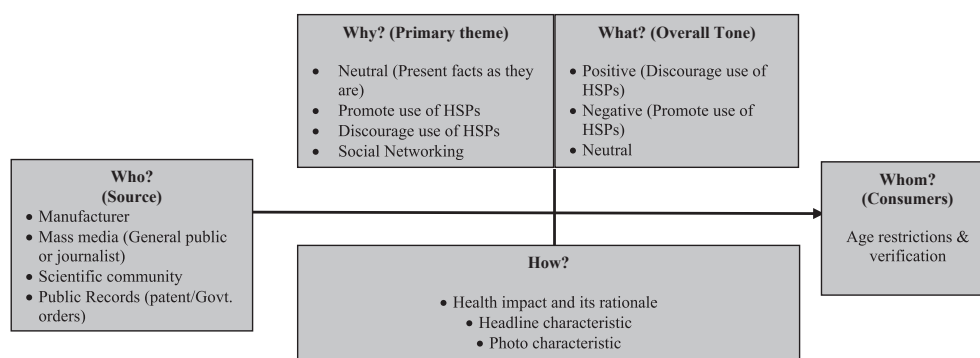 Why? (Primary theme)
• Neutral (Present facts as they
are)
• Promote use of HSPs
• Discourage use of HSPs
• Social Networking
What? (Overall Tone)
• Positive (Discourage use of
HSPs)
• Negative (Promote use of
HSPs)
• Neutral
Who?
(Source)
• Manufacturer
• Mass media (General public
or journalist)
• Scientific community
• Public Records (patent/Govt.
orders)
Whom?
(Consumers)
Age restrictions &
verification
How?
• Health impact and its rationale
• Headline characteristic
• Photo characteristic